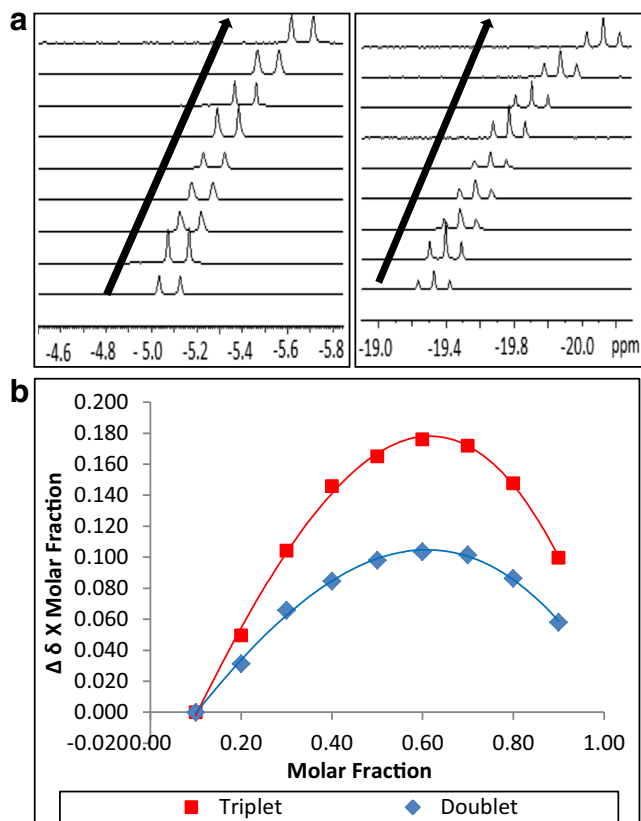 a
-4.6 -4.8 -5.0 -5.2 -5.4 -5.6 -5.8
-19.0 -19.4 -19.8 -20.0 ppm
b
0.200
0.180
0.160
0.140
0.120
0.100
0.080
0.060
0.040
0.020
0.000
-0.020
0.00 0.20 0.40 0.60 0.80 1.00
Δ δ X Molar Fraction
Molar Fraction
Triplet Doublet